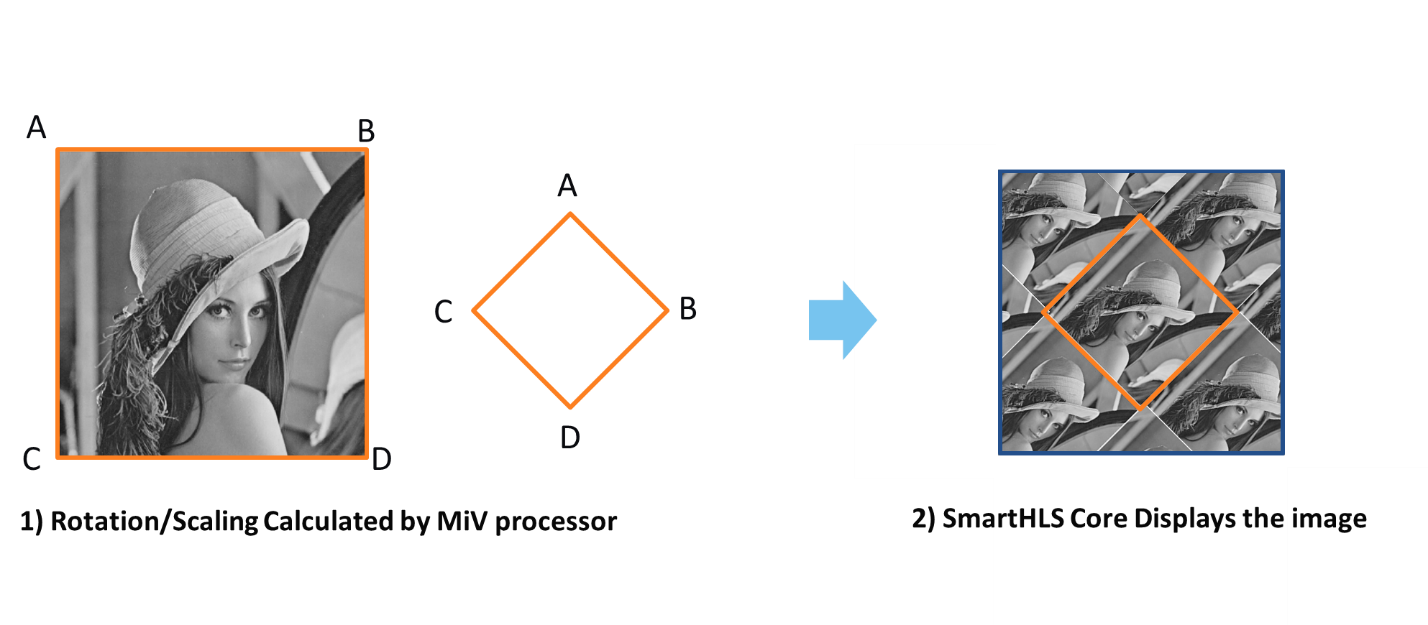 A
B
A
C
B
C
D
D
1) Rotation/Scaling Calculated by MiV processor
2) SmartHLS Core Displays the image